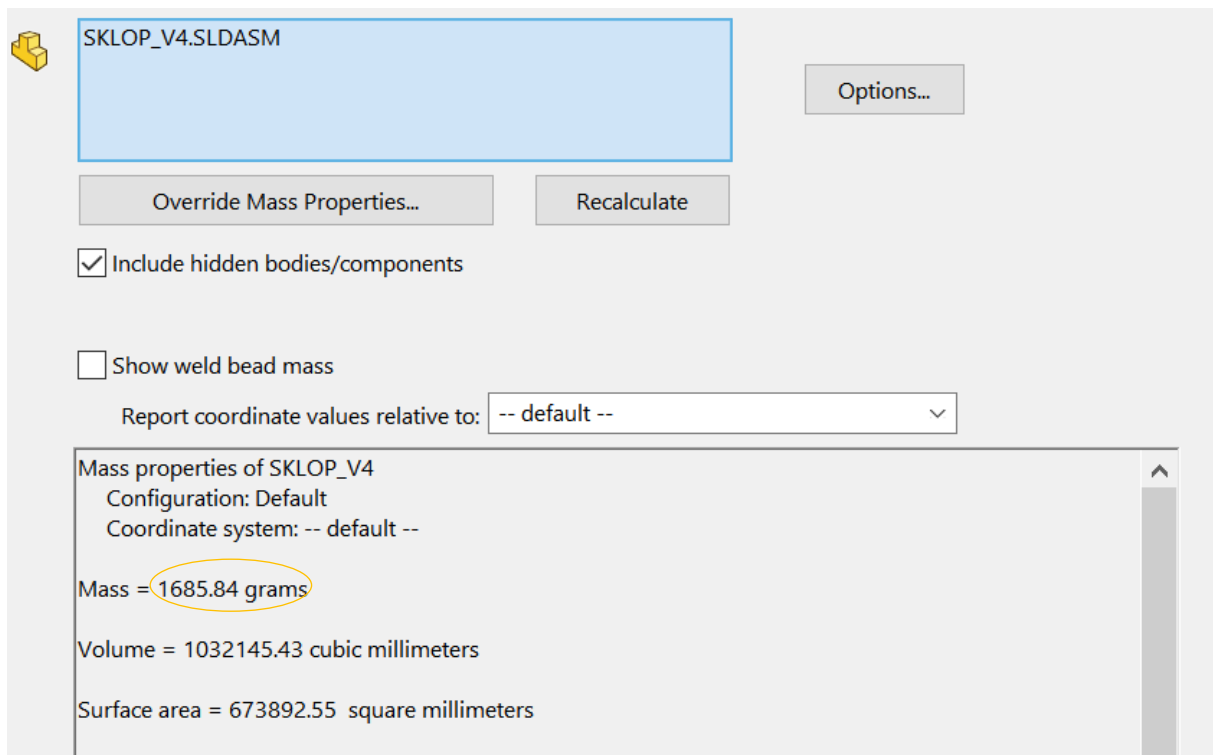 SKLOP_V4.SLDASM
Options...
Override Mass Properties...
Recalculate
Include hidden bodies/components
Show weld bead mass
Report coordinate values relative to:
-- default --
Mass properties of SKLOP_V4
Configuration: Default
Coordinate system: -- default --
Mass = 1685.84 grams
Volume = 1032145.43 cubic millimeters
Surface area = 673892.55 square millimeters